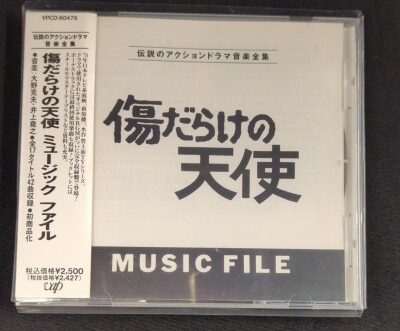 VPCD-80476
伝説のアクションドラマ
音楽全集
傷だらけの天使 ミュージック ファイル
●音楽:大野克夫・井上堯之●全17タイトル42曲収録●初商品化
税込価格¥2,500
(税抜価格¥2,427)
vap
伝説のアクションドラマ音楽全集
傷だらけの
天使
MUSIC FILE